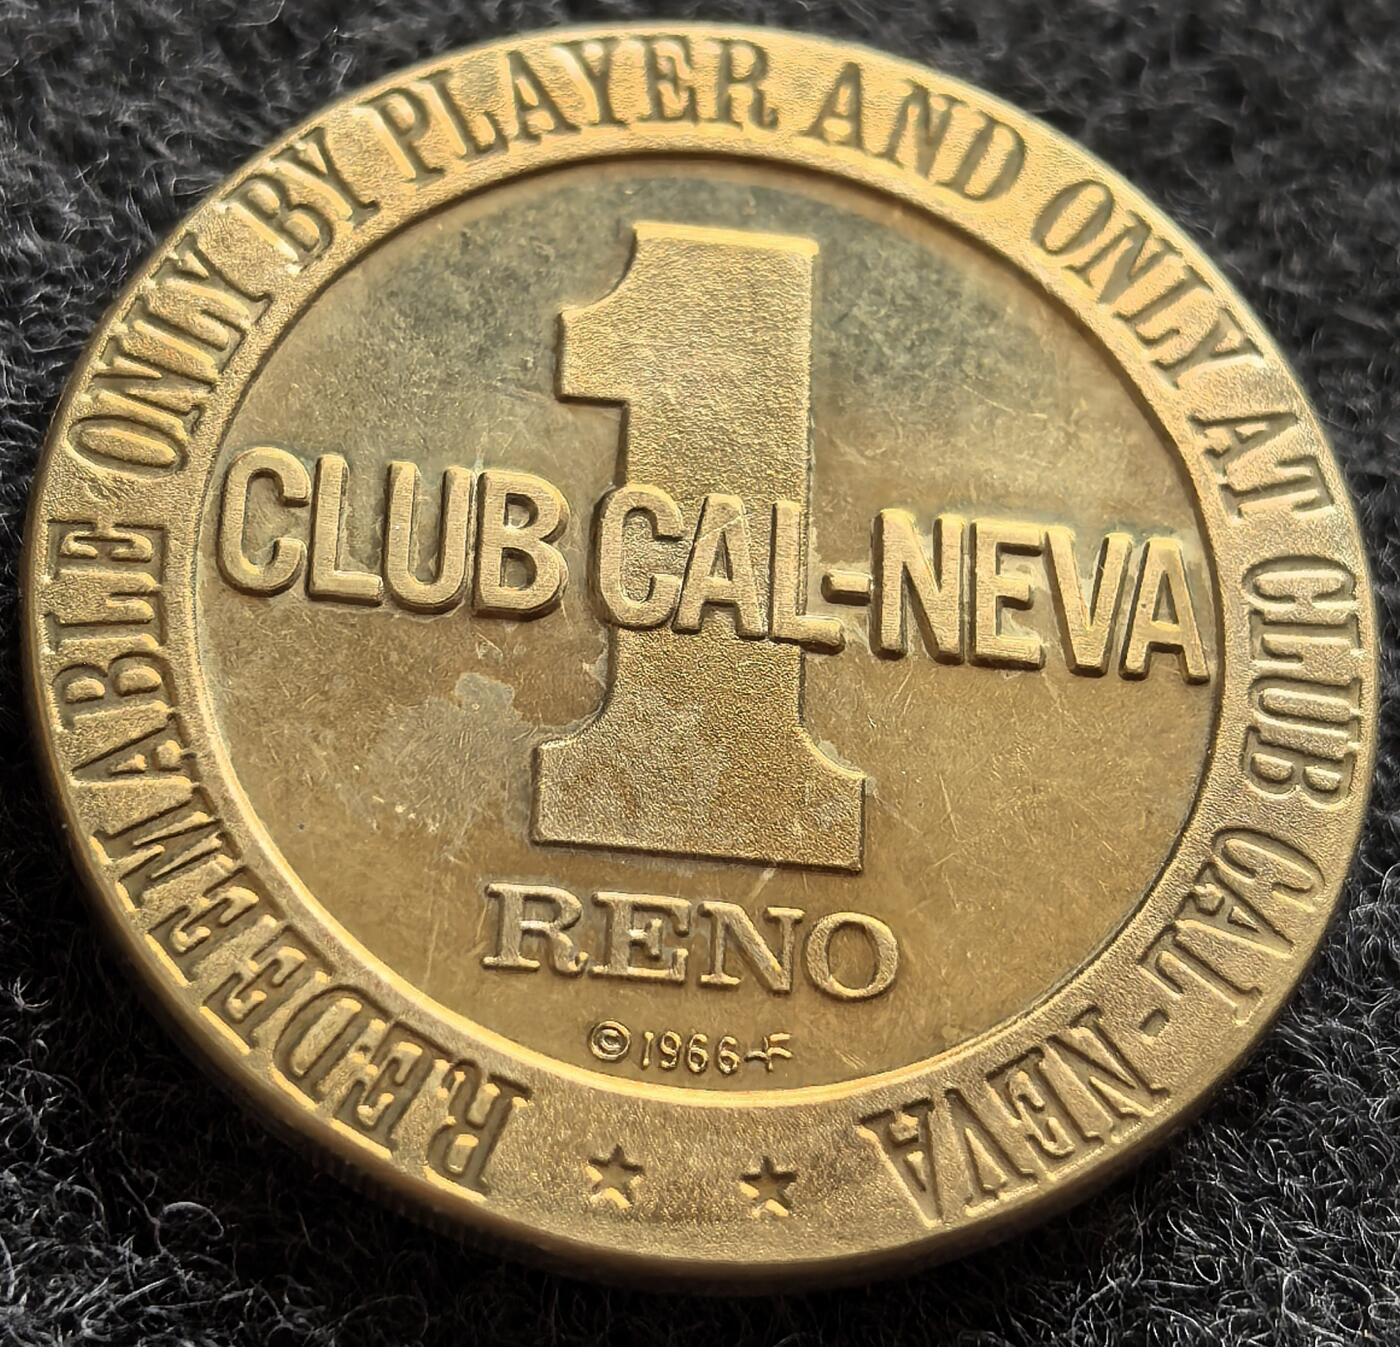 REDEEMABLE ONLY BY PLAYER AND ONLY AT CLUB CAL-NEVA
1
CLUB CAL-NEVA
RENO
© 1966-F